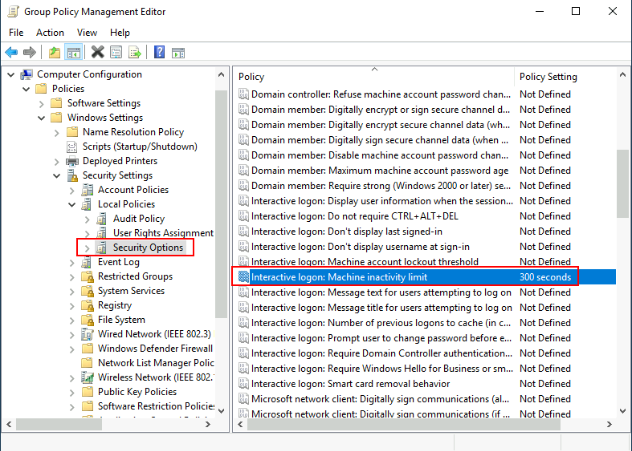 Group Policy Management Editor
File Action View Help
Computer Configuration
Policies
Software Settings
Windows Settings
Name Resolution Policy
Scripts (Startup/Shutdown)
Deployed Printers
Security Settings
Account Policies
Local Policies
Audit Policy
User Rights Assignment
Security Options
Event Log
Restricted Groups
System Services
Registry
File System
Wired Network (IEEE 802.3)
Windows Defender Firewall
Network List Manager Polic
Wireless Network (IEEE 802.
Public Key Policies
Software Restriction Policies
Policy Policy Setting
Domain controller: Refuse machine account password chan... Not Defined
Domain member: Digitally encrypt or sign secure channel d... Not Defined
Domain member: Digitally encrypt secure channel data (whe... Not Defined
Domain member: Digitally sign secure channel data (when ... Not Defined
Domain member: Disable machine account password chan... Not Defined
Domain member: Maximum machine account password age Not Defined
Domain member: Require strong (Windows 2000 or later) se... Not Defined
Interactive logon: Display user information when the session... Not Defined
Interactive logon: Do not require CTRL+ALT+DEL Not Defined
Interactive logon: Don't display last signed-in Not Defined
Interactive logon: Don't display username at sign-in Not Defined
Interactive logon: Machine account lockout threshold Not Defined
Interactive logon: Machine inactivity limit 300 seconds
Interactive logon: Message text for users attempting to log on Not Defined
Interactive logon: Message title for users attempting to log on Not Defined
Interactive logon: Number of previous logons to cache (in c... Not Defined
Interactive logon: Prompt user to change password before e... Not Defined
Interactive logon: Require Domain Controller authentication... Not Defined
Interactive logon: Require Windows Hello for Business or sm... Not Defined
Interactive logon: Smart card removal behavior Not Defined
Microsoft network client: Digitally sign communications (al... Not Defined
Microsoft network client: Digitally sign communications (if ... Not Defined